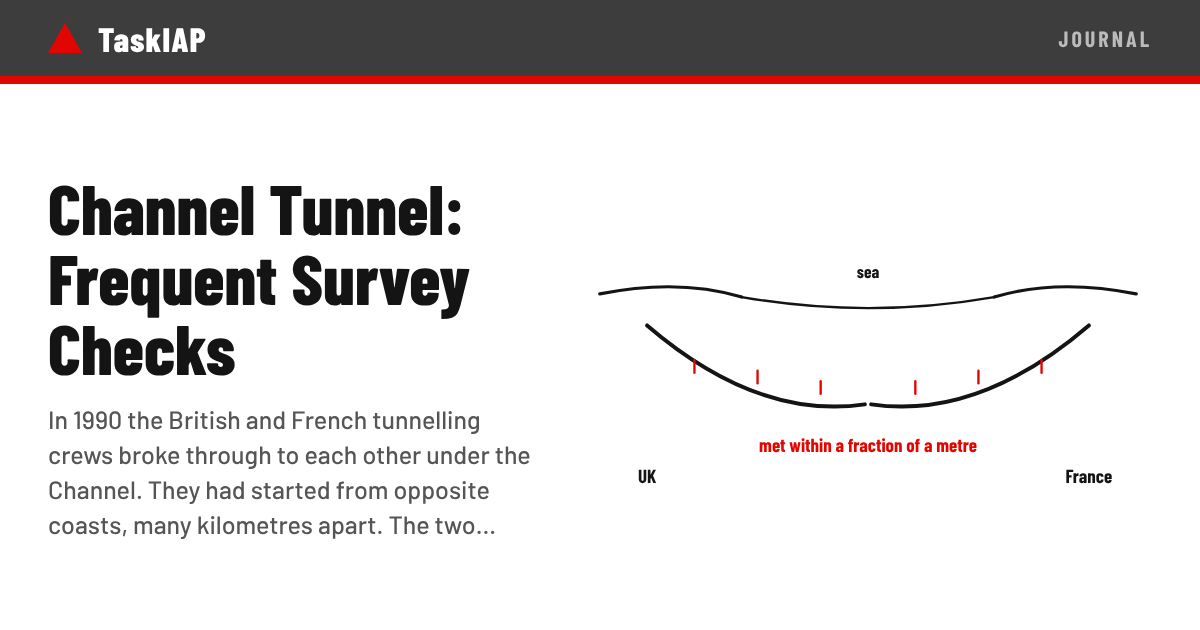 TaskIAP
JOURNAL
Channel Tunnel:
Frequent Survey
Checks
In 1990 the British and French tunnelling
crews broke through to each other under the
Channel. They had started from opposite
coasts, many kilometres apart. The two...
sea
met within a fraction of a metre
UK
France